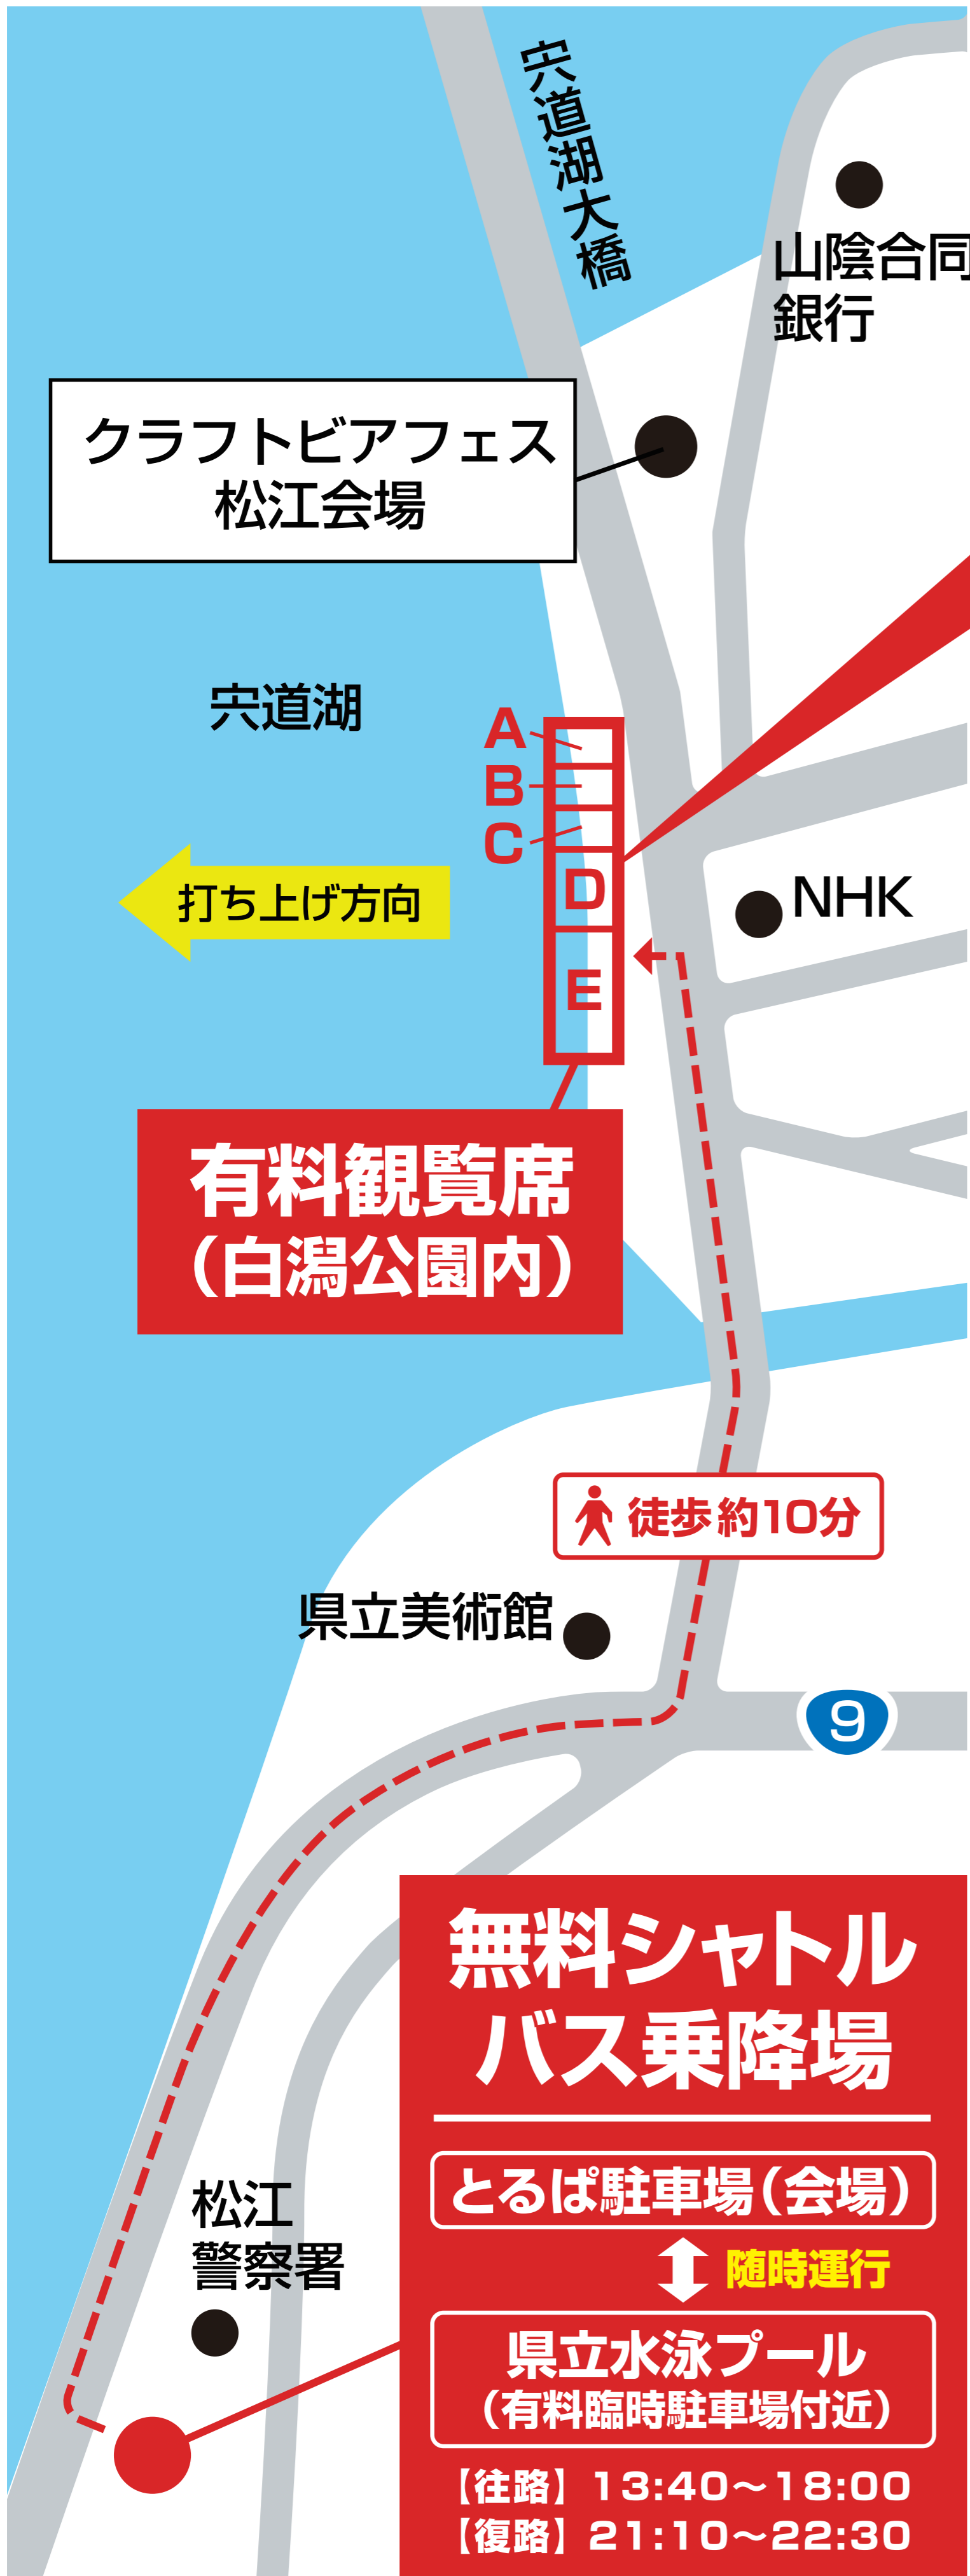 宍道湖大橋
山陰合同
銀行
クラフトビアフェス
松江会場
宍道湖
A
B
C
D
E
打ち上げ方向
NHK
有料観覧席
（白潟公園内）
徒歩約10分
県立美術館
9
無料シャトル
バス乗降場
とるぱ駐車場（会場）
随時運行
県立水泳プール
（有料臨時駐車場付近）
【往路】13:40〜18:00
【復路】21:10〜22:30
松江
警察署